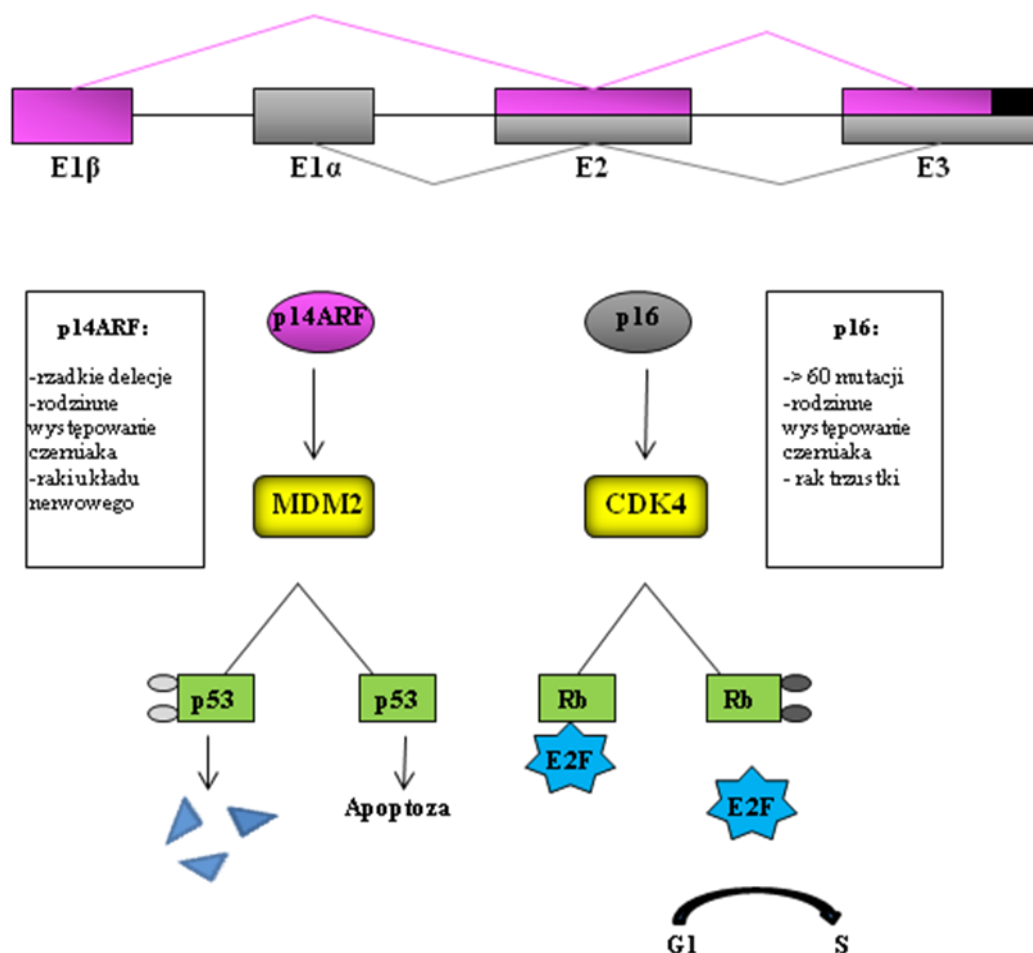 E1β
E1α
E2
E3
p14ARF:
-rzadkie delecje
-rodzinne
występowanie
czerniaka
-raki układu
nerwowego
p14ARF
p16
p16:
-> 60 mutacji
-rodzinne
występowanie
czerniaka
- rak trzustki
MDM2
CDK4
p53
p53
Rb
Rb
E2F
E2F
Apoptoza
G1
S